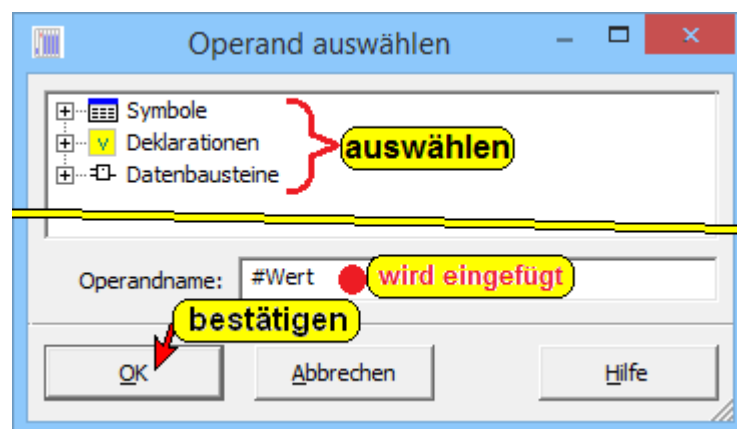 Operand auswählen
Symbole
Deklarationen
auswählen
Datenbausteine
Operandname: #Wert wird eingefügt
bestätigen
OK Abbrechen Hilfe